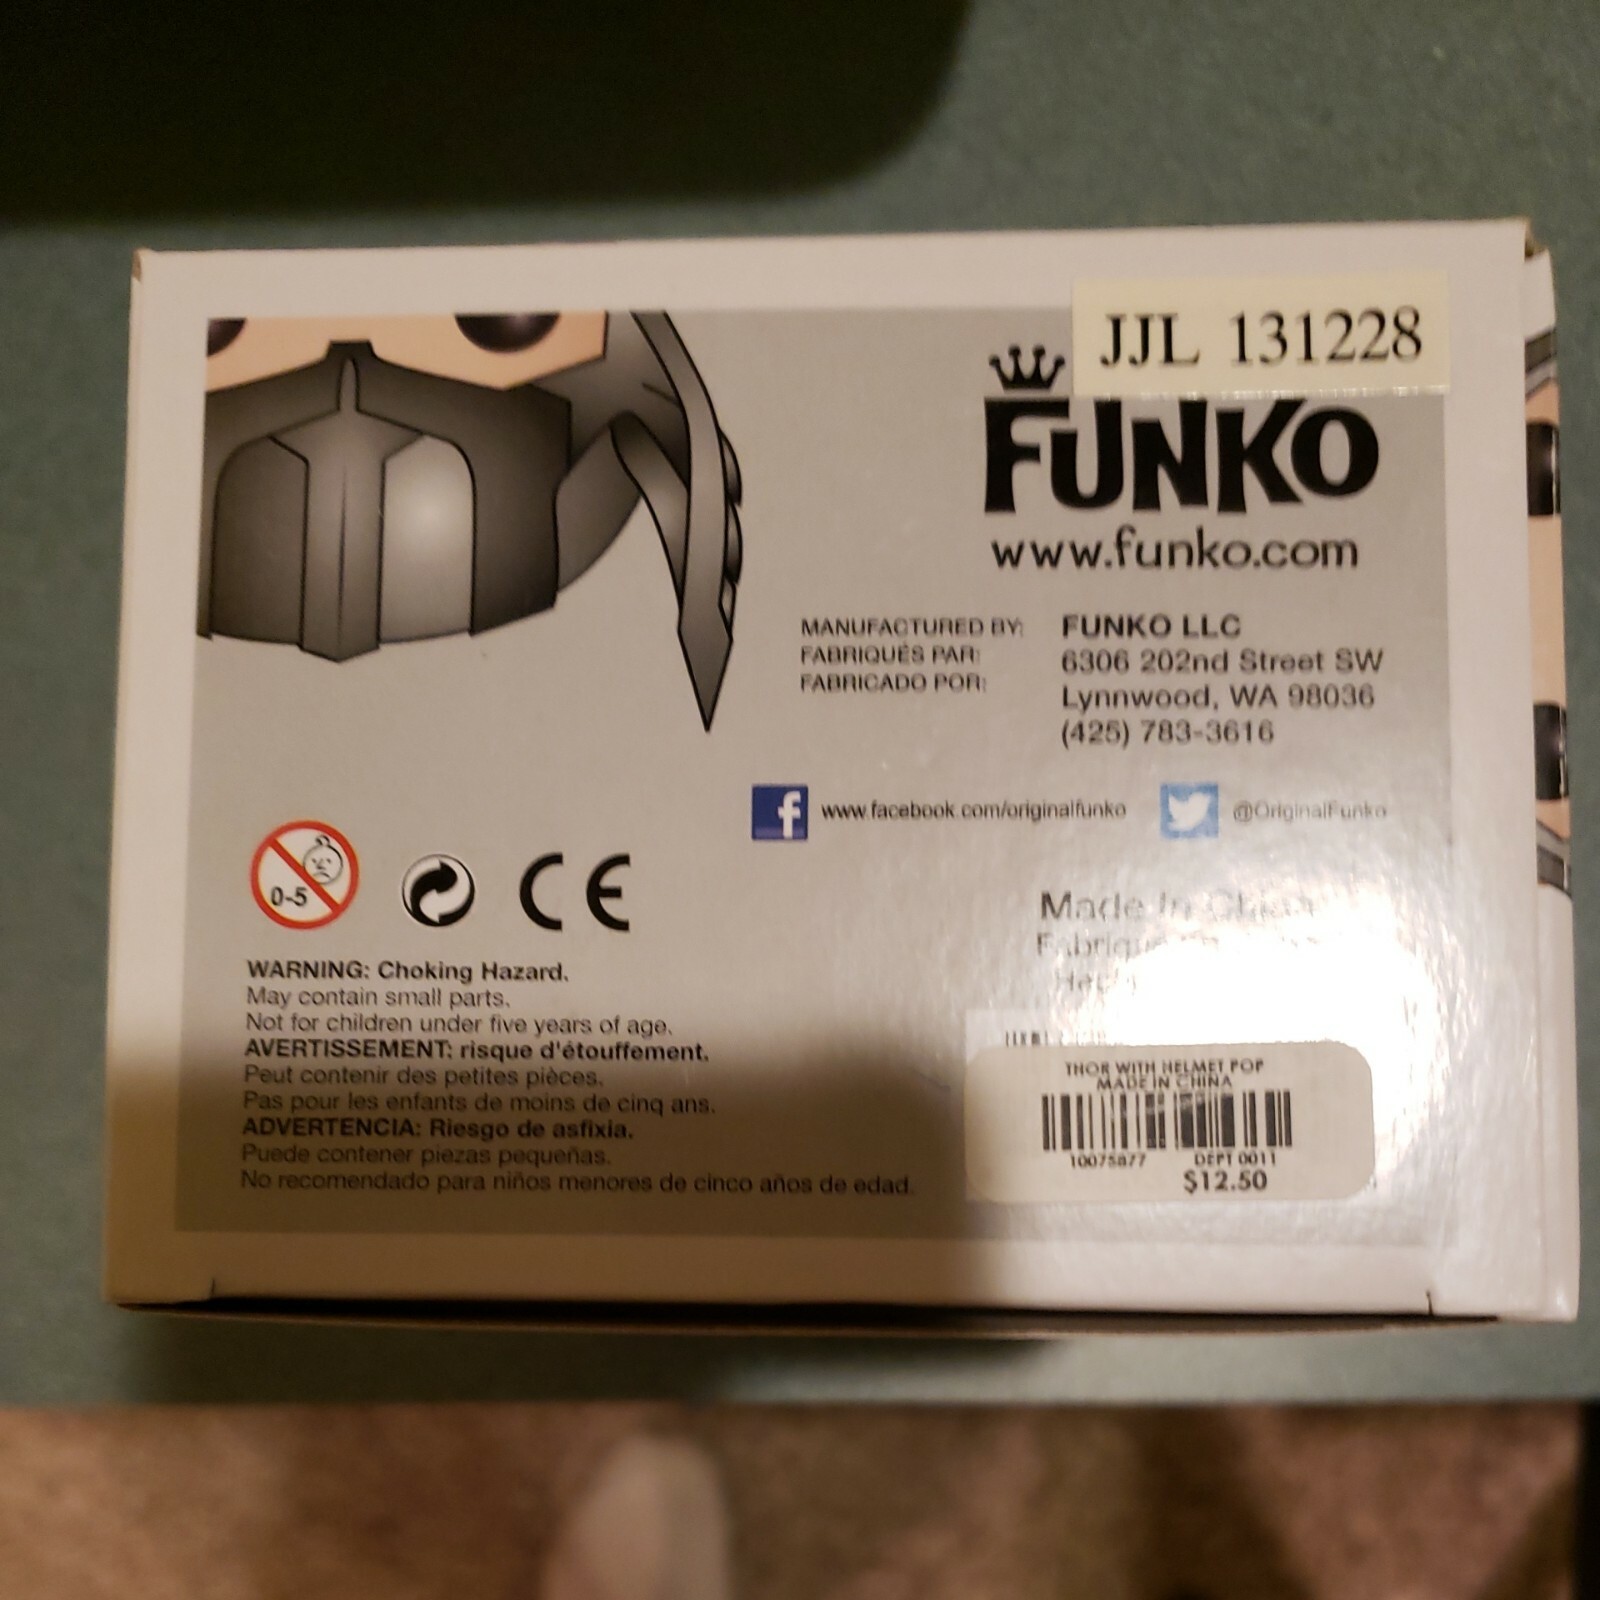 JJL 131228
FUNKO
www.funko.com
MANUFACTURED BY: FUNKO LLC
FABRIQUÉS PAR: 6306 202nd Street SW
FABRICADO POR: Lynnwood, WA 98036
(425) 783-3616
f www.facebook.com/originalfunko @OriginalFunko
0-5
CE
Made In China
WARNING: Choking Hazard.
May contain small parts.
Not for children under five years of age.
AVERTISSEMENT: risque d'étouffement.
Peut contenir des petites pièces.
Pas pour les enfants de moins de cinq ans.
ADVERTENCIA: Riesgo de asfixia.
Puede contener piezas pequeñas.
No recomendado para niños menores de cinco años de edad.
THOR WITH HELMET POP
MADE IN CHINA
10075877 DEPT 0011
$12.50